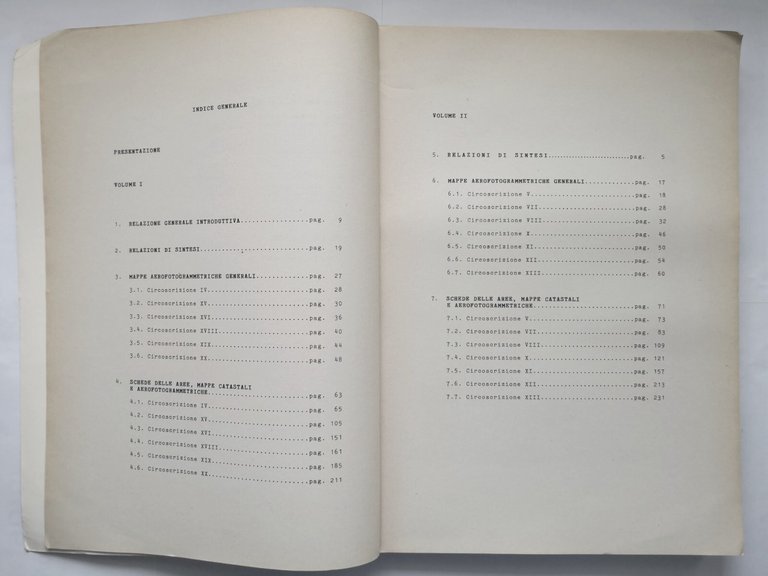 INDICE GENERALE
PRESENTAZIONE
VOLUME I
1. RELAZIONE GENERALE INTRODUTTIVA.................pag. 9
2. RELAZIONI DI SINTESI...........................pag. 19
3. MAPPE AEROFOTOGRAMMETRICHE GENERALI.............pag. 27
3.1. Circoscrizione IV.........................pag. 28
3.2. Circoscrizione XV.........................pag. 30
3.3. Circoscrizione XVI........................pag. 36
3.4. Circoscrizione XVIII......................pag. 40
3.5. Circoscrizione XIX........................pag. 44
3.6. Circoscrizione XX.........................pag. 48
4. SCHEDE DELLE AREE, MAPPE CATASTALI
E AEROFOTOGRAMMETRICHE.........................pag. 63
4.1. Circoscrizione IV.........................pag. 65
4.2. Circoscrizione XV.........................pag. 105
4.3. Circoscrizione XVI........................pag. 151
4.4. Circoscrizione XVIII......................pag. 161
4.5. Circoscrizione XIX........................pag. 185
4.6. Circoscrizione XX.........................pag. 211
VOLUME II
5. RELAZIONI DI SINTESI...........................pag. 5
6. MAPPE AEROFOTOGRAMMETRICHE GENERALI............pag. 17
6.1. Circoscrizione V..........................pag. 18
6.2. Circoscrizione VII........................pag. 28
6.3. Circoscrizione VIII.......................pag. 32
6.4. Circoscrizione X..........................pag. 46
6.5. Circoscrizione XI.........................pag. 50
6.6. Circoscrizione XII........................pag. 54
6.7. Circoscrizione XIII.......................pag. 60
7. SCHEDE DELLE AREE, MAPPE CATASTALI
E AEROFOTOGRAMMETRICHE.........................pag. 71
7.1. Circoscrizione V..........................pag. 73
7.2. Circoscrizione VII........................pag. 83
7.3. Circoscrizione VIII.......................pag. 109
7.4. Circoscrizione X..........................pag. 121
7.5. Circoscrizione XI.........................pag. 157
7.6. Circoscrizione XII........................pag. 213
7.7. Circoscrizione XIII.......................pag. 231